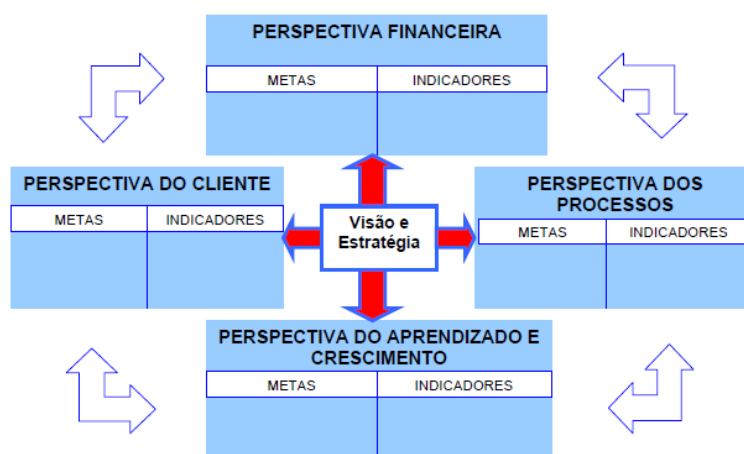 PERSPECTIVA FINANCEIRA
METAS INDICADORES
PERSPECTIVA DO CLIENTE
METAS INDICADORES
Visão e
Estratégia
PERSPECTIVA DOS
PROCESSOS
METAS INDICADORES
PERSPECTIVA DO APRENDIZADO E
CRESCIMENTO
METAS INDICADORES